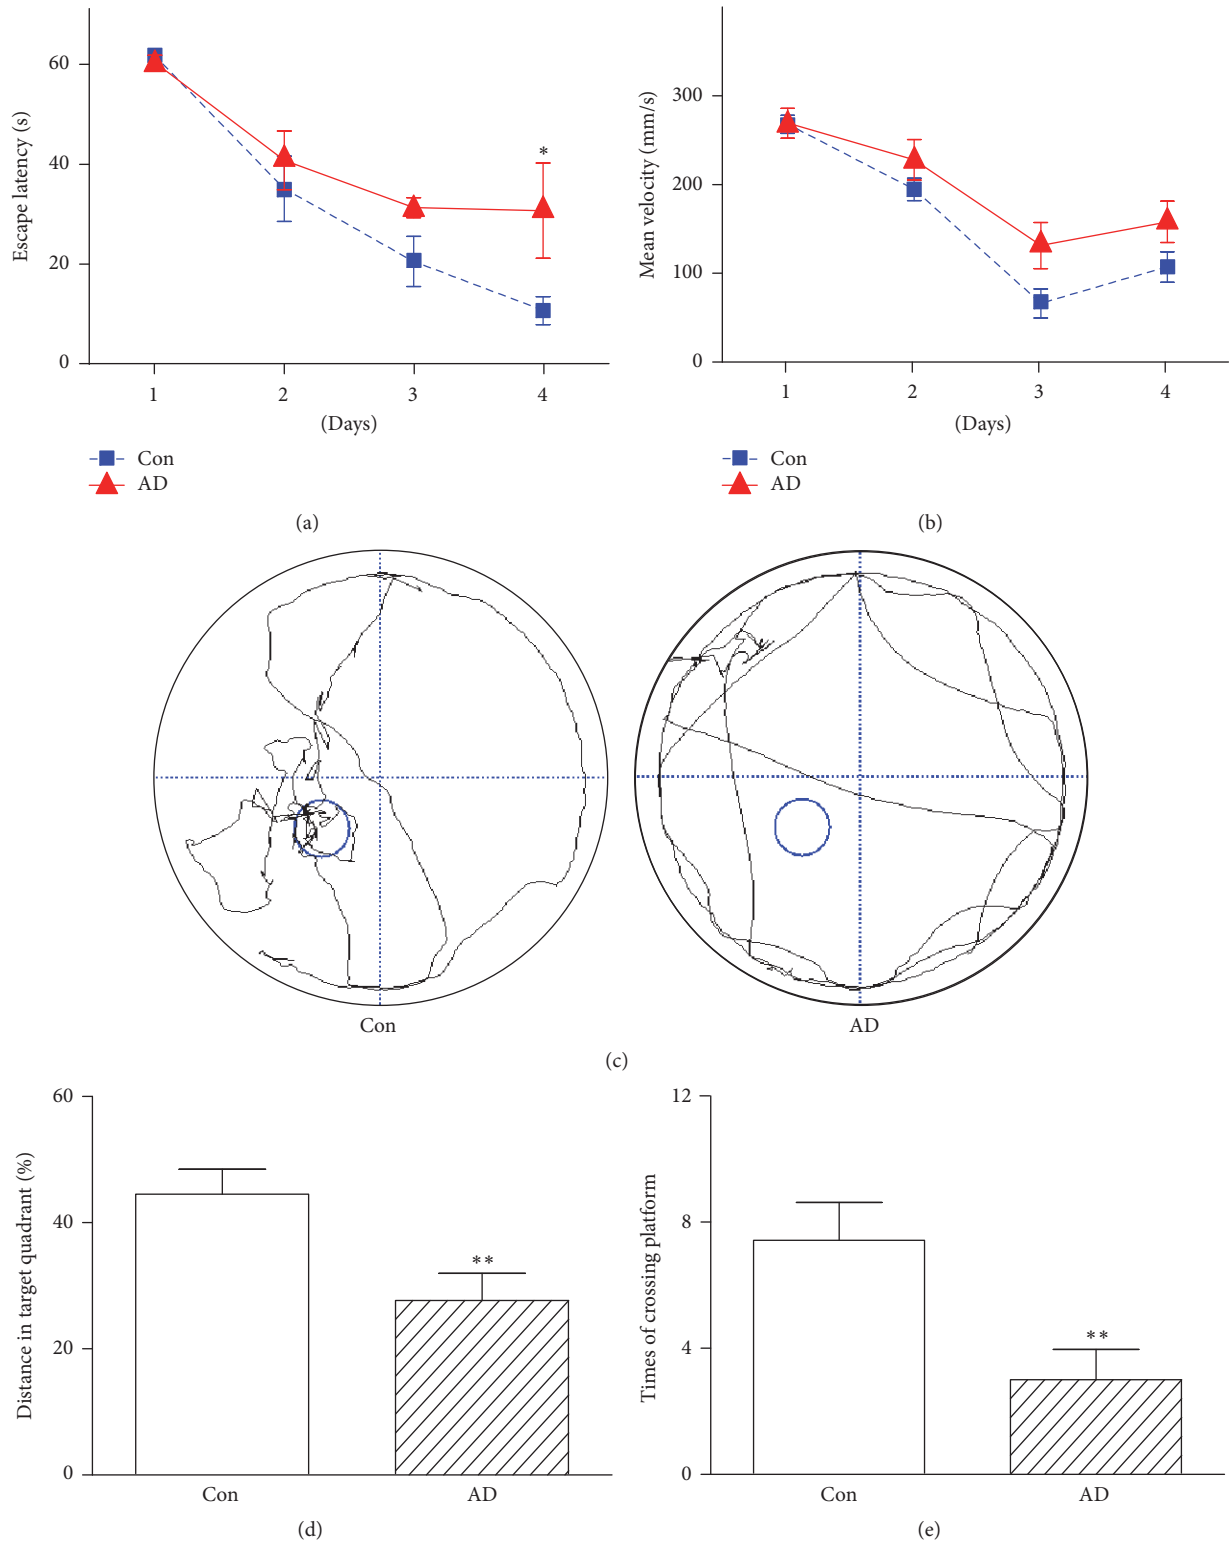 60
40
20
0
Escape latency (s)
*
1 2 3 4
(Days)
Con
AD
(a)
300
200
100
0
Mean velocity (mm/s)
1 2 3 4
(Days)
Con
AD
(b)
Con
AD
(c)
60
40
20
0
Distance in target quadrant (%)
**
Con AD
(d)
12
8
4
0
Times of crossing platform
**
Con AD
(e)